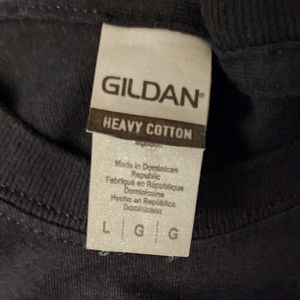 GILDAN®
HEAVY COTTON
Made in Dominican
Republic
Fabriqué en République
Dominicaine
Hecho en República
Dominicana
L G G